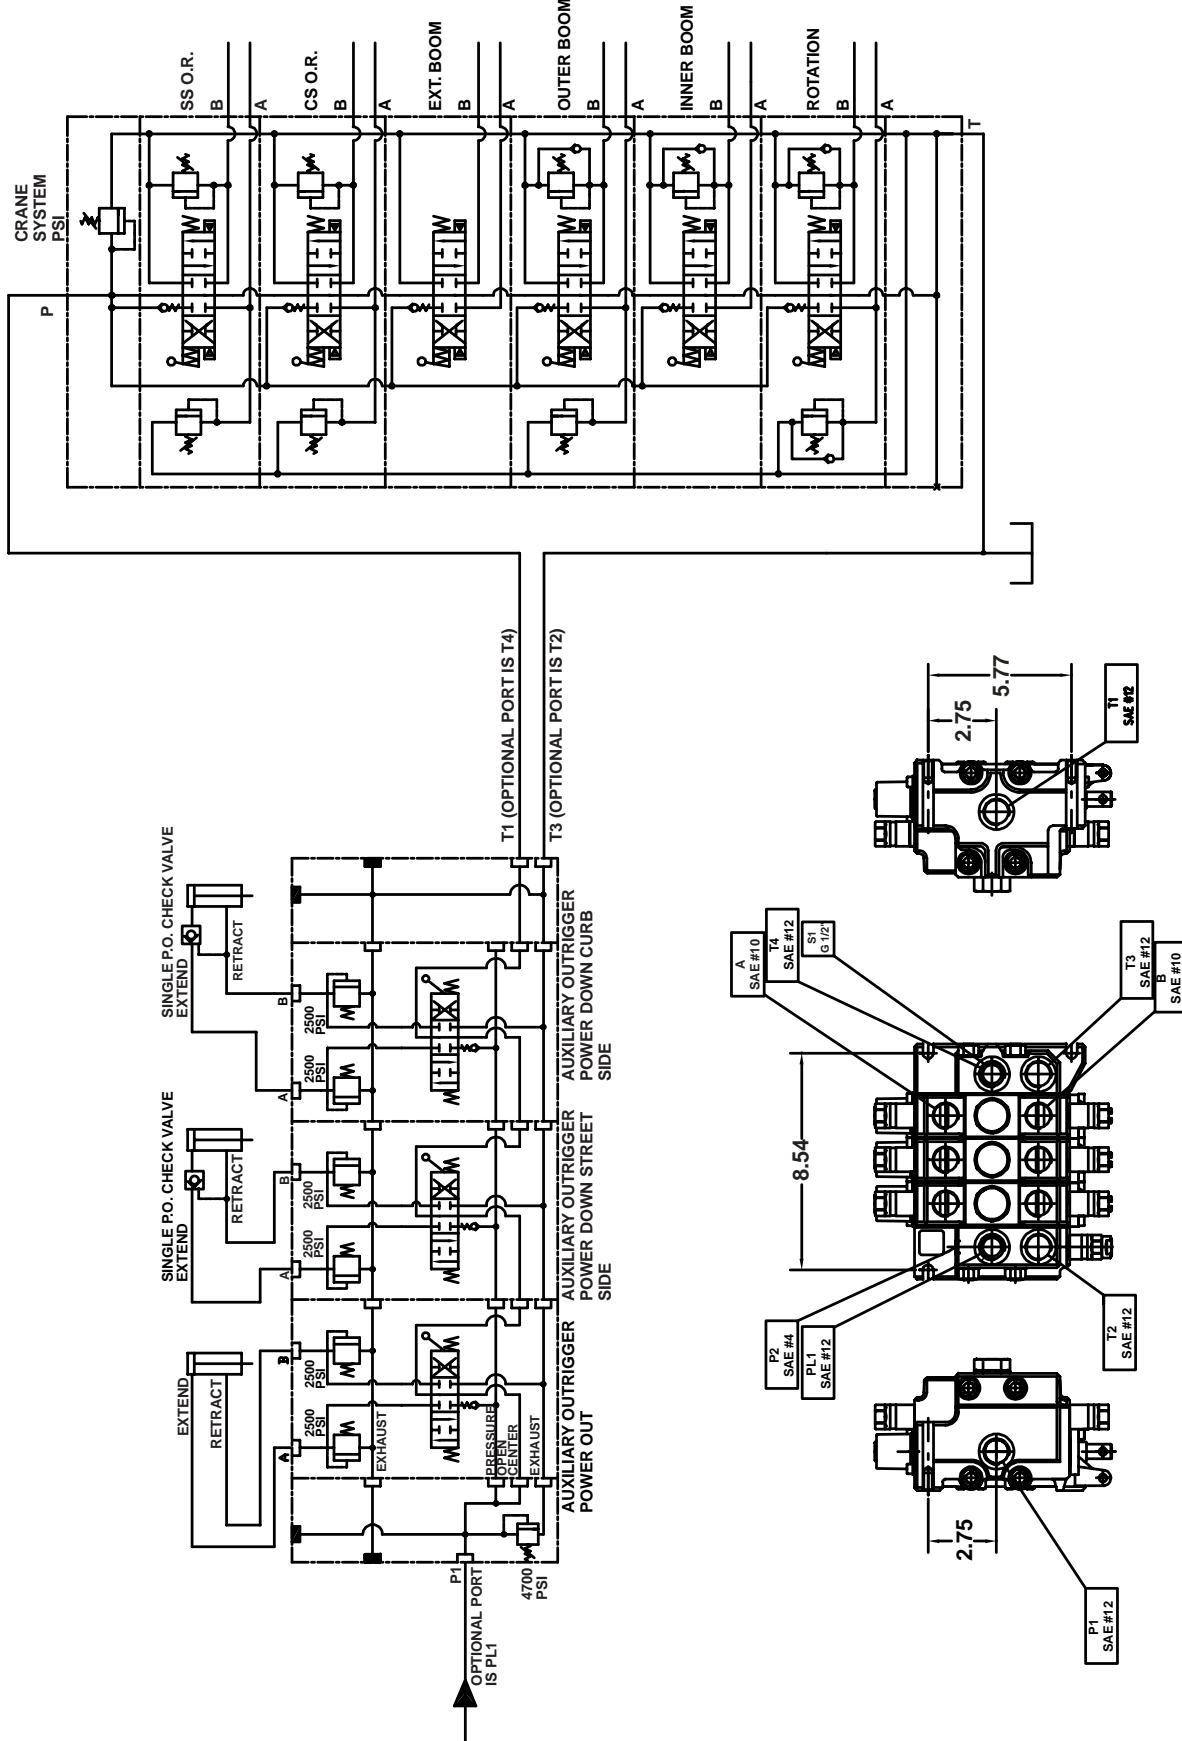 CRANE
SYSTEM
PSI
P
SS O.R.
B
A
CS O.R.
B
A
EXT. BOOM
B
A
OUTER BOOM
B
A
INNER BOOM
B
A
ROTATION
B
A
T
T1 (OPTIONAL PORT IS T4)
T3 (OPTIONAL PORT IS T2)
SINGLE P.O. CHECK VALVE
EXTEND
RETRACT
B
A
2500
PSI
2500
PSI
AUXILIARY OUTRIGGER
POWER DOWN CURB
SIDE
SINGLE P.O. CHECK VALVE
EXTEND
RETRACT
B
A
2500
PSI
2500
PSI
AUXILIARY OUTRIGGER
POWER DOWN STREET
SIDE
EXTEND
RETRACT
B
A
2500
PSI
2500
PSI
EXHAUST
PRESSURE
OPEN
CENTER
EXHAUST
AUXILIARY OUTRIGGER
POWER OUT
P1
OPTIONAL PORT
IS PL1
4700
PSI
5.77
2.75
T1
SAE #12
A
SAE #10
T4
SAE #12
S1
G 1/2"
T3
SAE #12
B
SAE #10
8.54
P2
SAE #4
PL1
SAE #12
T2
SAE #12
2.75
P1
SAE #12